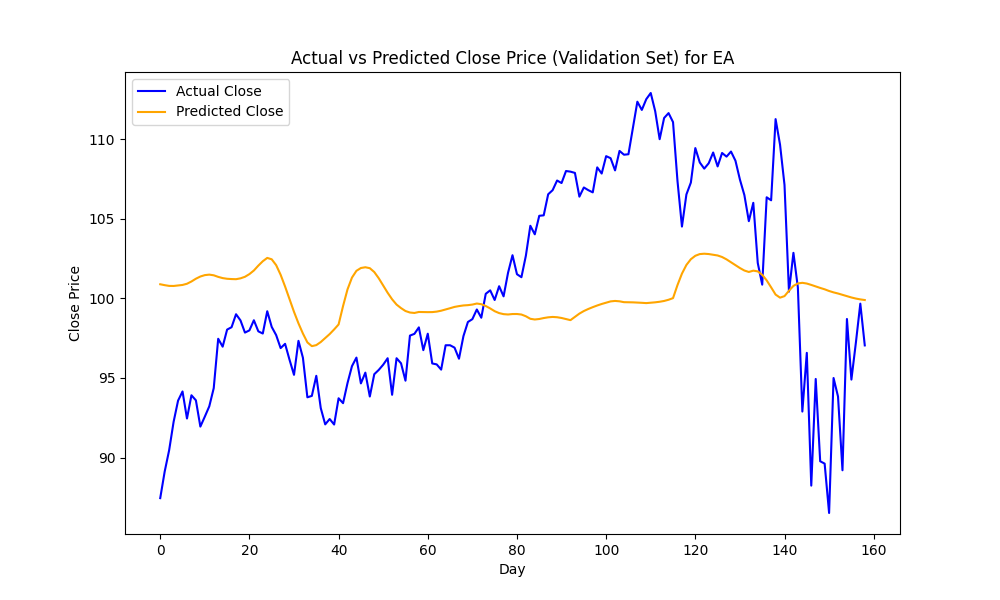 Actual vs Predicted Close Price (Validation Set) for EA
Actual Close
Predicted Close
110
105
100
95
90
Close Price
0 20 40 60 80 100 120 140 160
Day